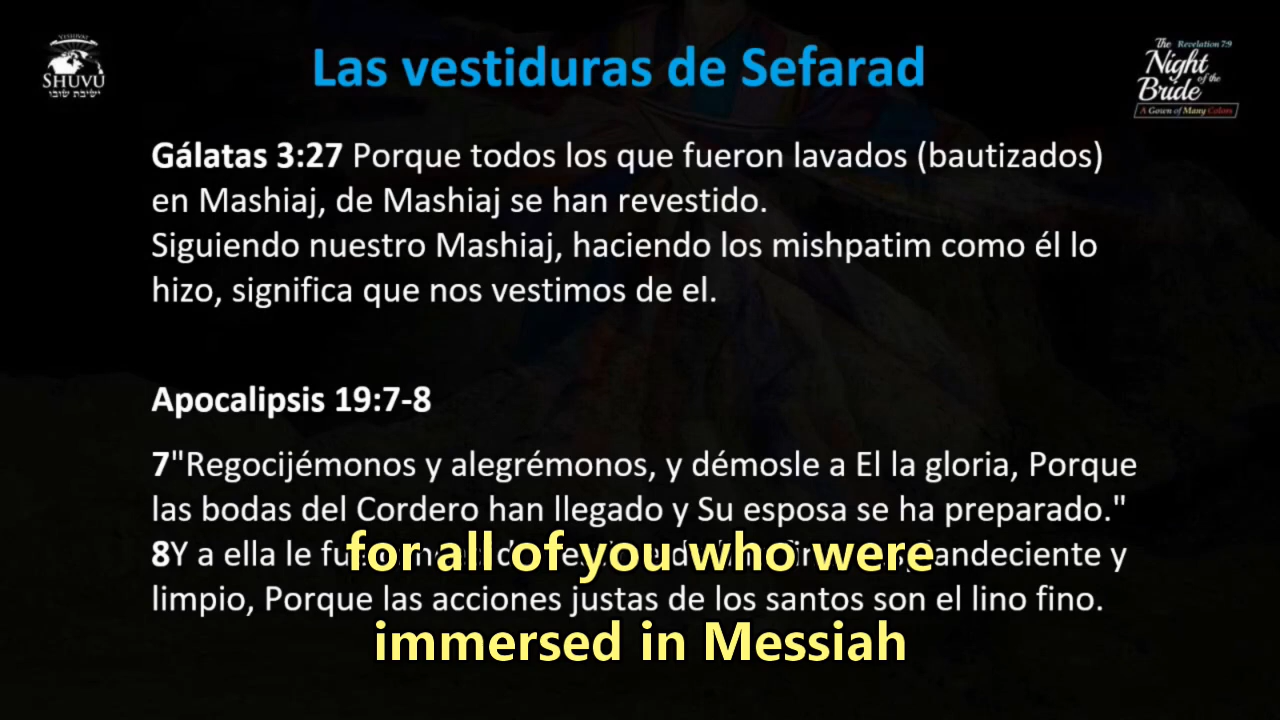 YESHIVAT
SHUVU
ישיבת שובו
Las vestiduras de Sefarad
The Revelation 7:9
Night
of the
Bride
A Gown of Many Colors
Gálatas 3:27 Porque todos los que fueron lavados (bautizados)
en Mashiaj, de Mashiaj se han revestido.
Siguiendo nuestro Mashiaj, haciendo los mishpatim como él lo
hizo, significa que nos vestimos de el.
Apocalipsis 19:7-8
7"Regocijémonos y alegrémonos, y démosle a El la gloria, Porque
las bodas del Cordero han llegado y Su esposa se ha preparado."
8Y a ella le y
limpio, Porque las acciones justas de los santos son el lino fino.
for all of you who were
immersed in Messiah